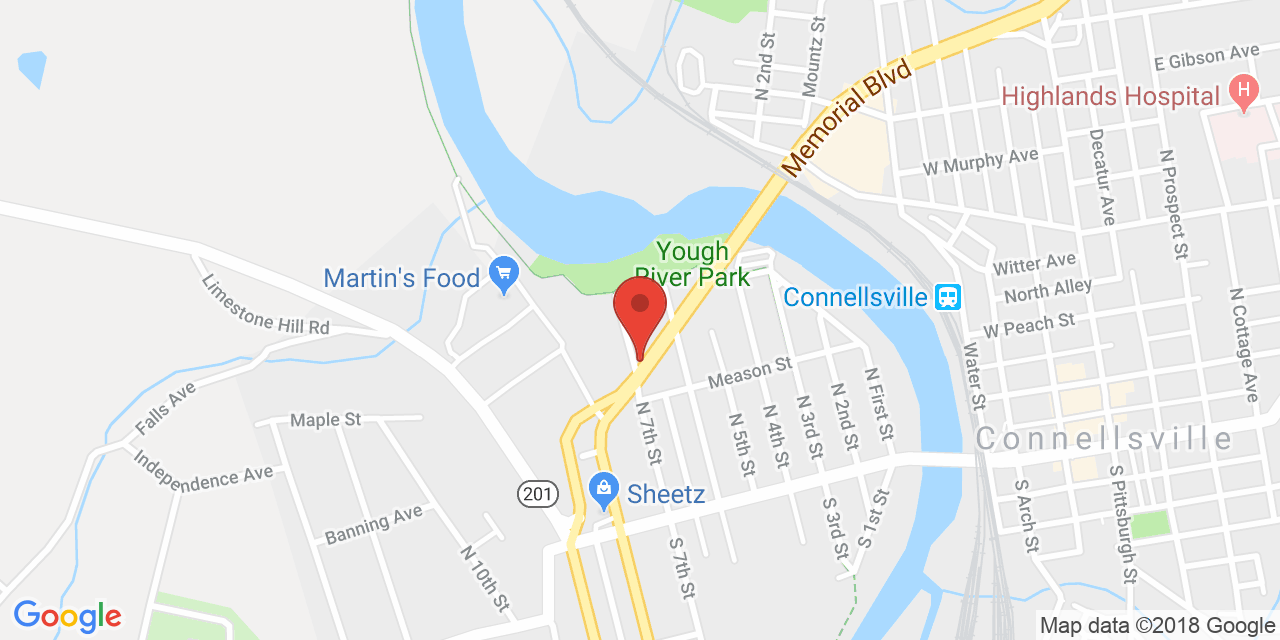 N 2nd St
Mountz St
Memorial Blvd
E Gibson Ave
Highlands Hospital
H
W Murphy Ave
Decatur Ave
N Prospect St
Yough
River Park
Martin's Food
Limestone Hill Rd
Connellsville
Witter Ave
North Alley
W Peach St
N Cottage Ave
Water St
Meason St
Falls Ave
Maple St
N 7th St
N 5th St
N 4th St
N 3rd St
N 2nd St
N First St
Connellsville
Independence Ave
201
Sheetz
Banning Ave
N 10th St
S 7th St
S 3rd St
S 1st St
S Arch St
S Pittsburgh St
Google
Map data ©2018 Google